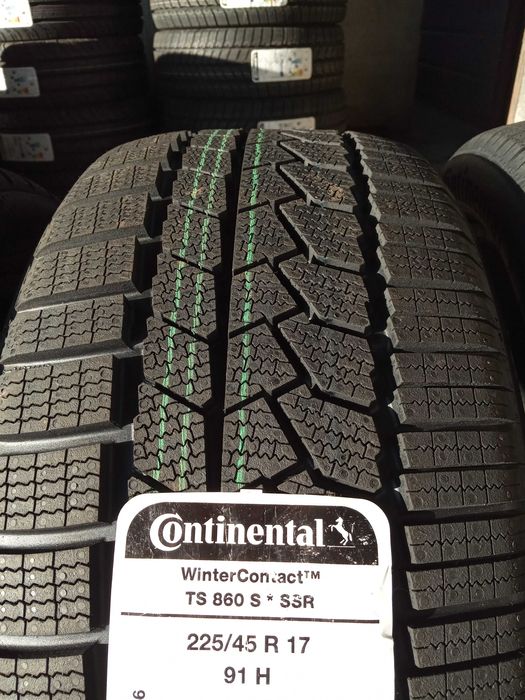 Continental
WinterContact™
TS 860 S * SSR
225/45 R 17
91 H